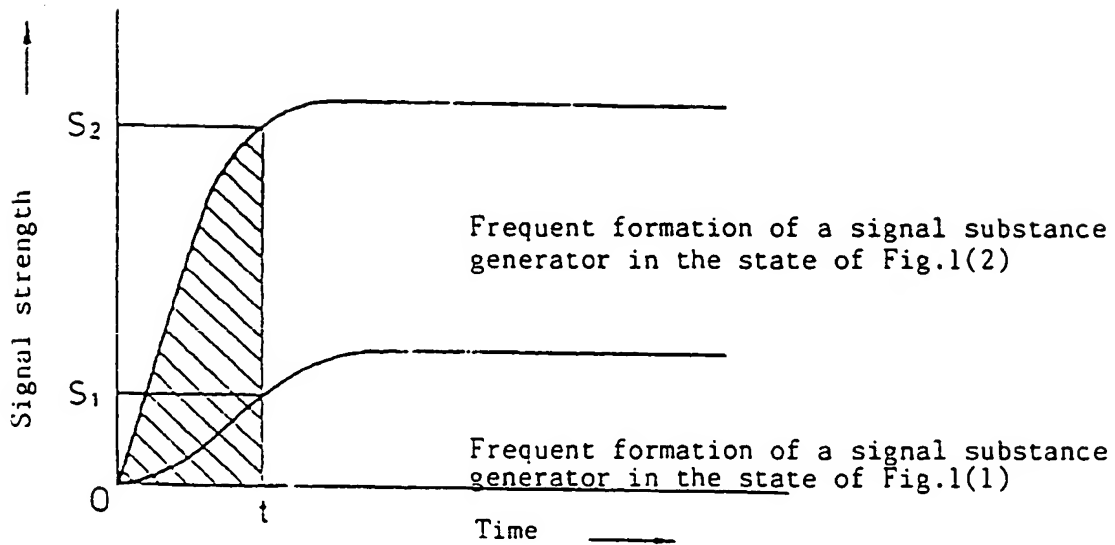 Signal strength
S2
Frequent formation of a signal substance
generator in the state of Fig.1(2)
S1
Frequent formation of a signal substance
generator in the state of Fig.1(1)
O
t
Time